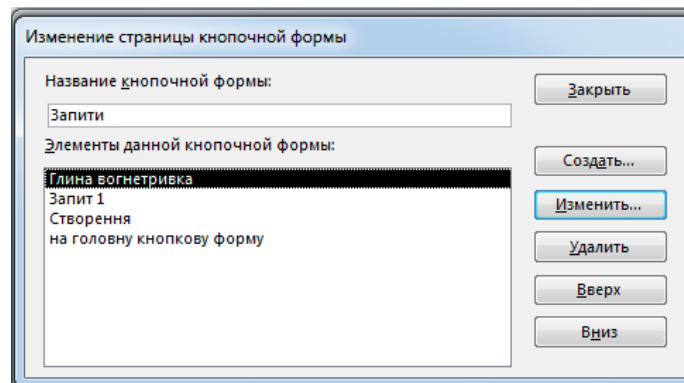 Изменение страницы кнопочной формы
Название кнопочной формы:
Закрыть
Запити
Элементы данной кнопочной формы:
Создать...
Глина вогнетривка
Запит 1
Изменить...
Створення
на головну кнопкову форму
Удалить
Вверх
Вниз